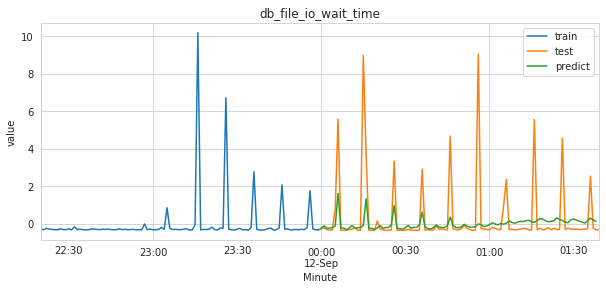 db_file_io_wait_time
train
test
predict
value
10
8
6
4
2
0
22:30
23:00
23:30
00:00
12-Sep
00:30
01:00
01:30
Minute